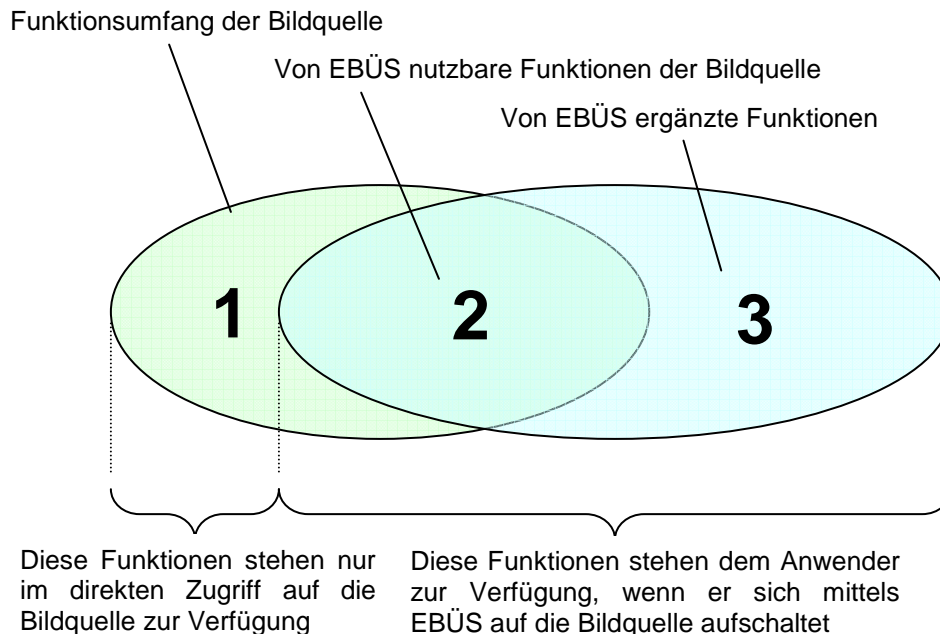 Funktionsumfang der Bildquelle
Von EBÜS nutzbare Funktionen der Bildquelle
Von EBÜS ergänzte Funktionen
1
2
3
Diese Funktionen stehen nur
im direkten Zugriff auf die
Bildquelle zur Verfügung
Diese Funktionen stehen dem Anwender
zur Verfügung, wenn er sich mittels
EBÜS auf die Bildquelle aufschaltet